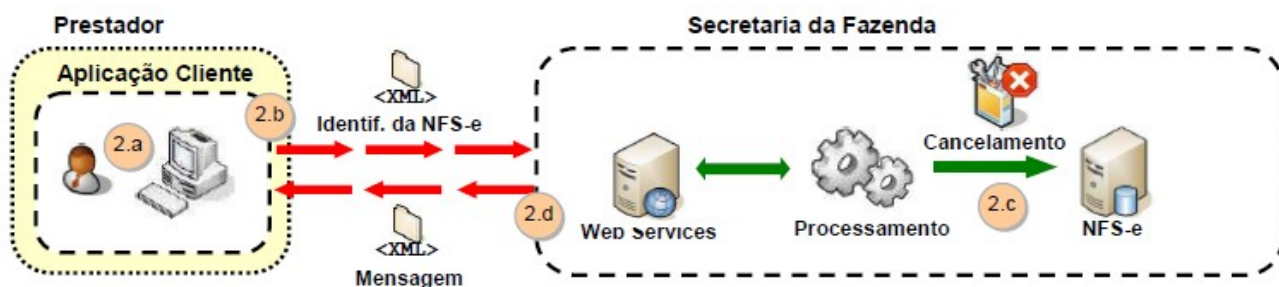 Prestador
Secretaria da Fazenda
Aplicação Cliente
<XML>
2.a
2.b
Identif. da NFS-e
Cancelamento
2.c
2.d
Web Services
Processamento
NFS-e
<XML>
Mensagem